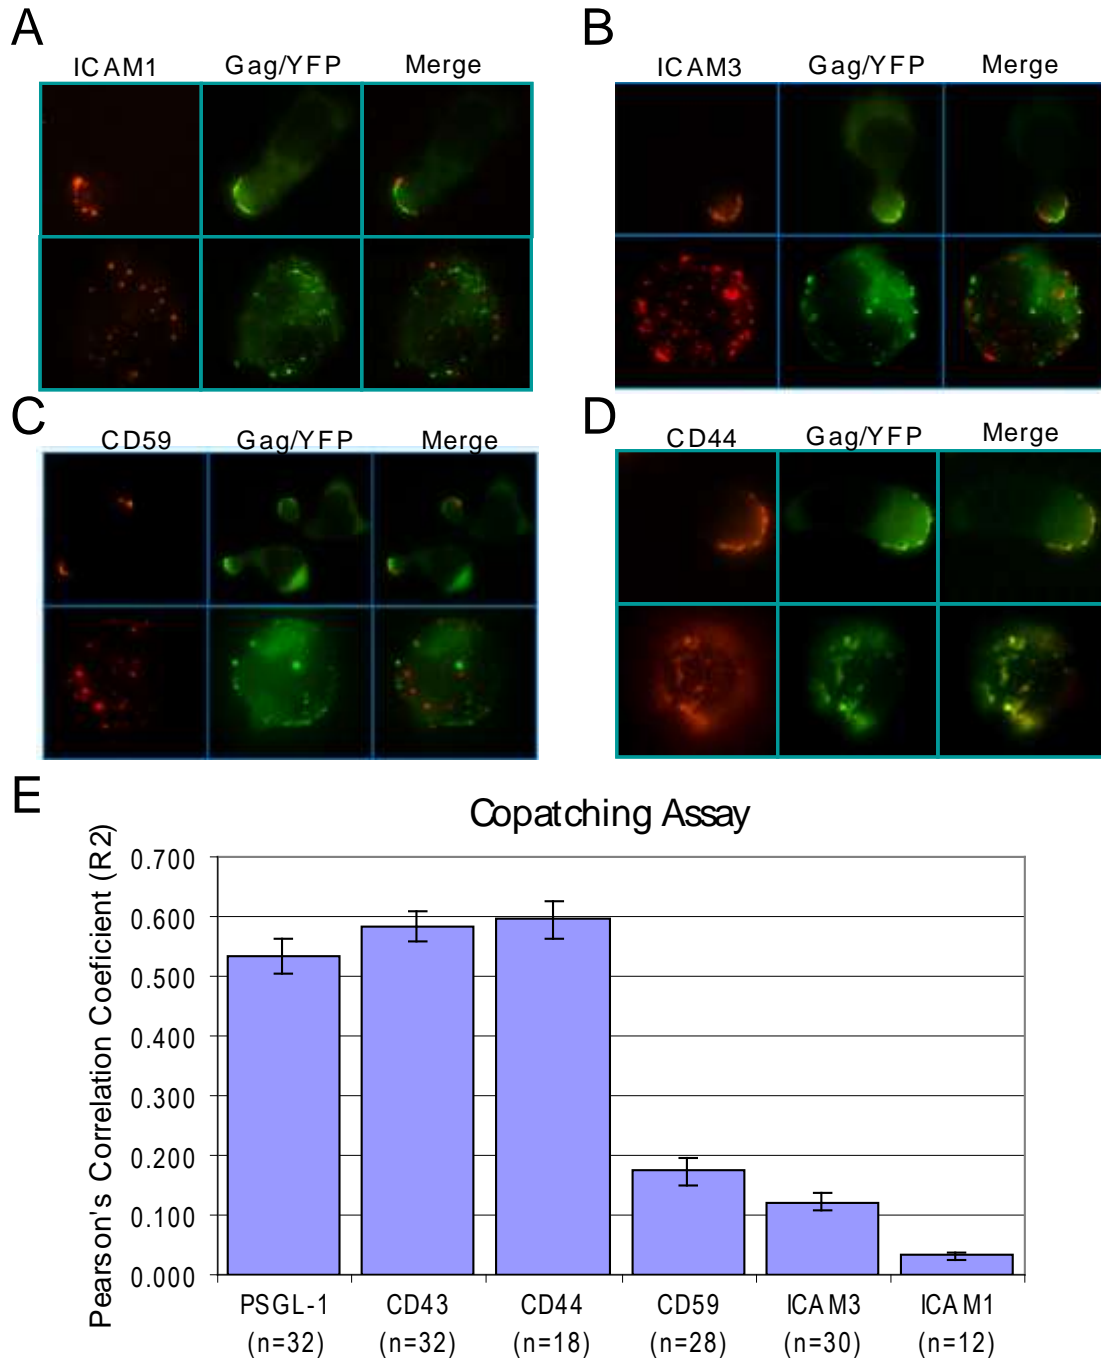 A
ICAM1 Gag/YFP Merge
B
ICAM3 Gag/YFP Merge
C
CD59 Gag/YFP Merge
D
CD44 Gag/YFP Merge
E
Copatching Assay
Pearson's Correlation Coeficient (R2)
0.700
0.600
0.500
0.400
0.300
0.200
0.100
0.000
PSGL-1 CD43 CD44 CD59 ICAM3 ICAM1
(n=32) (n=32) (n=18) (n=28) (n=30) (n=12)